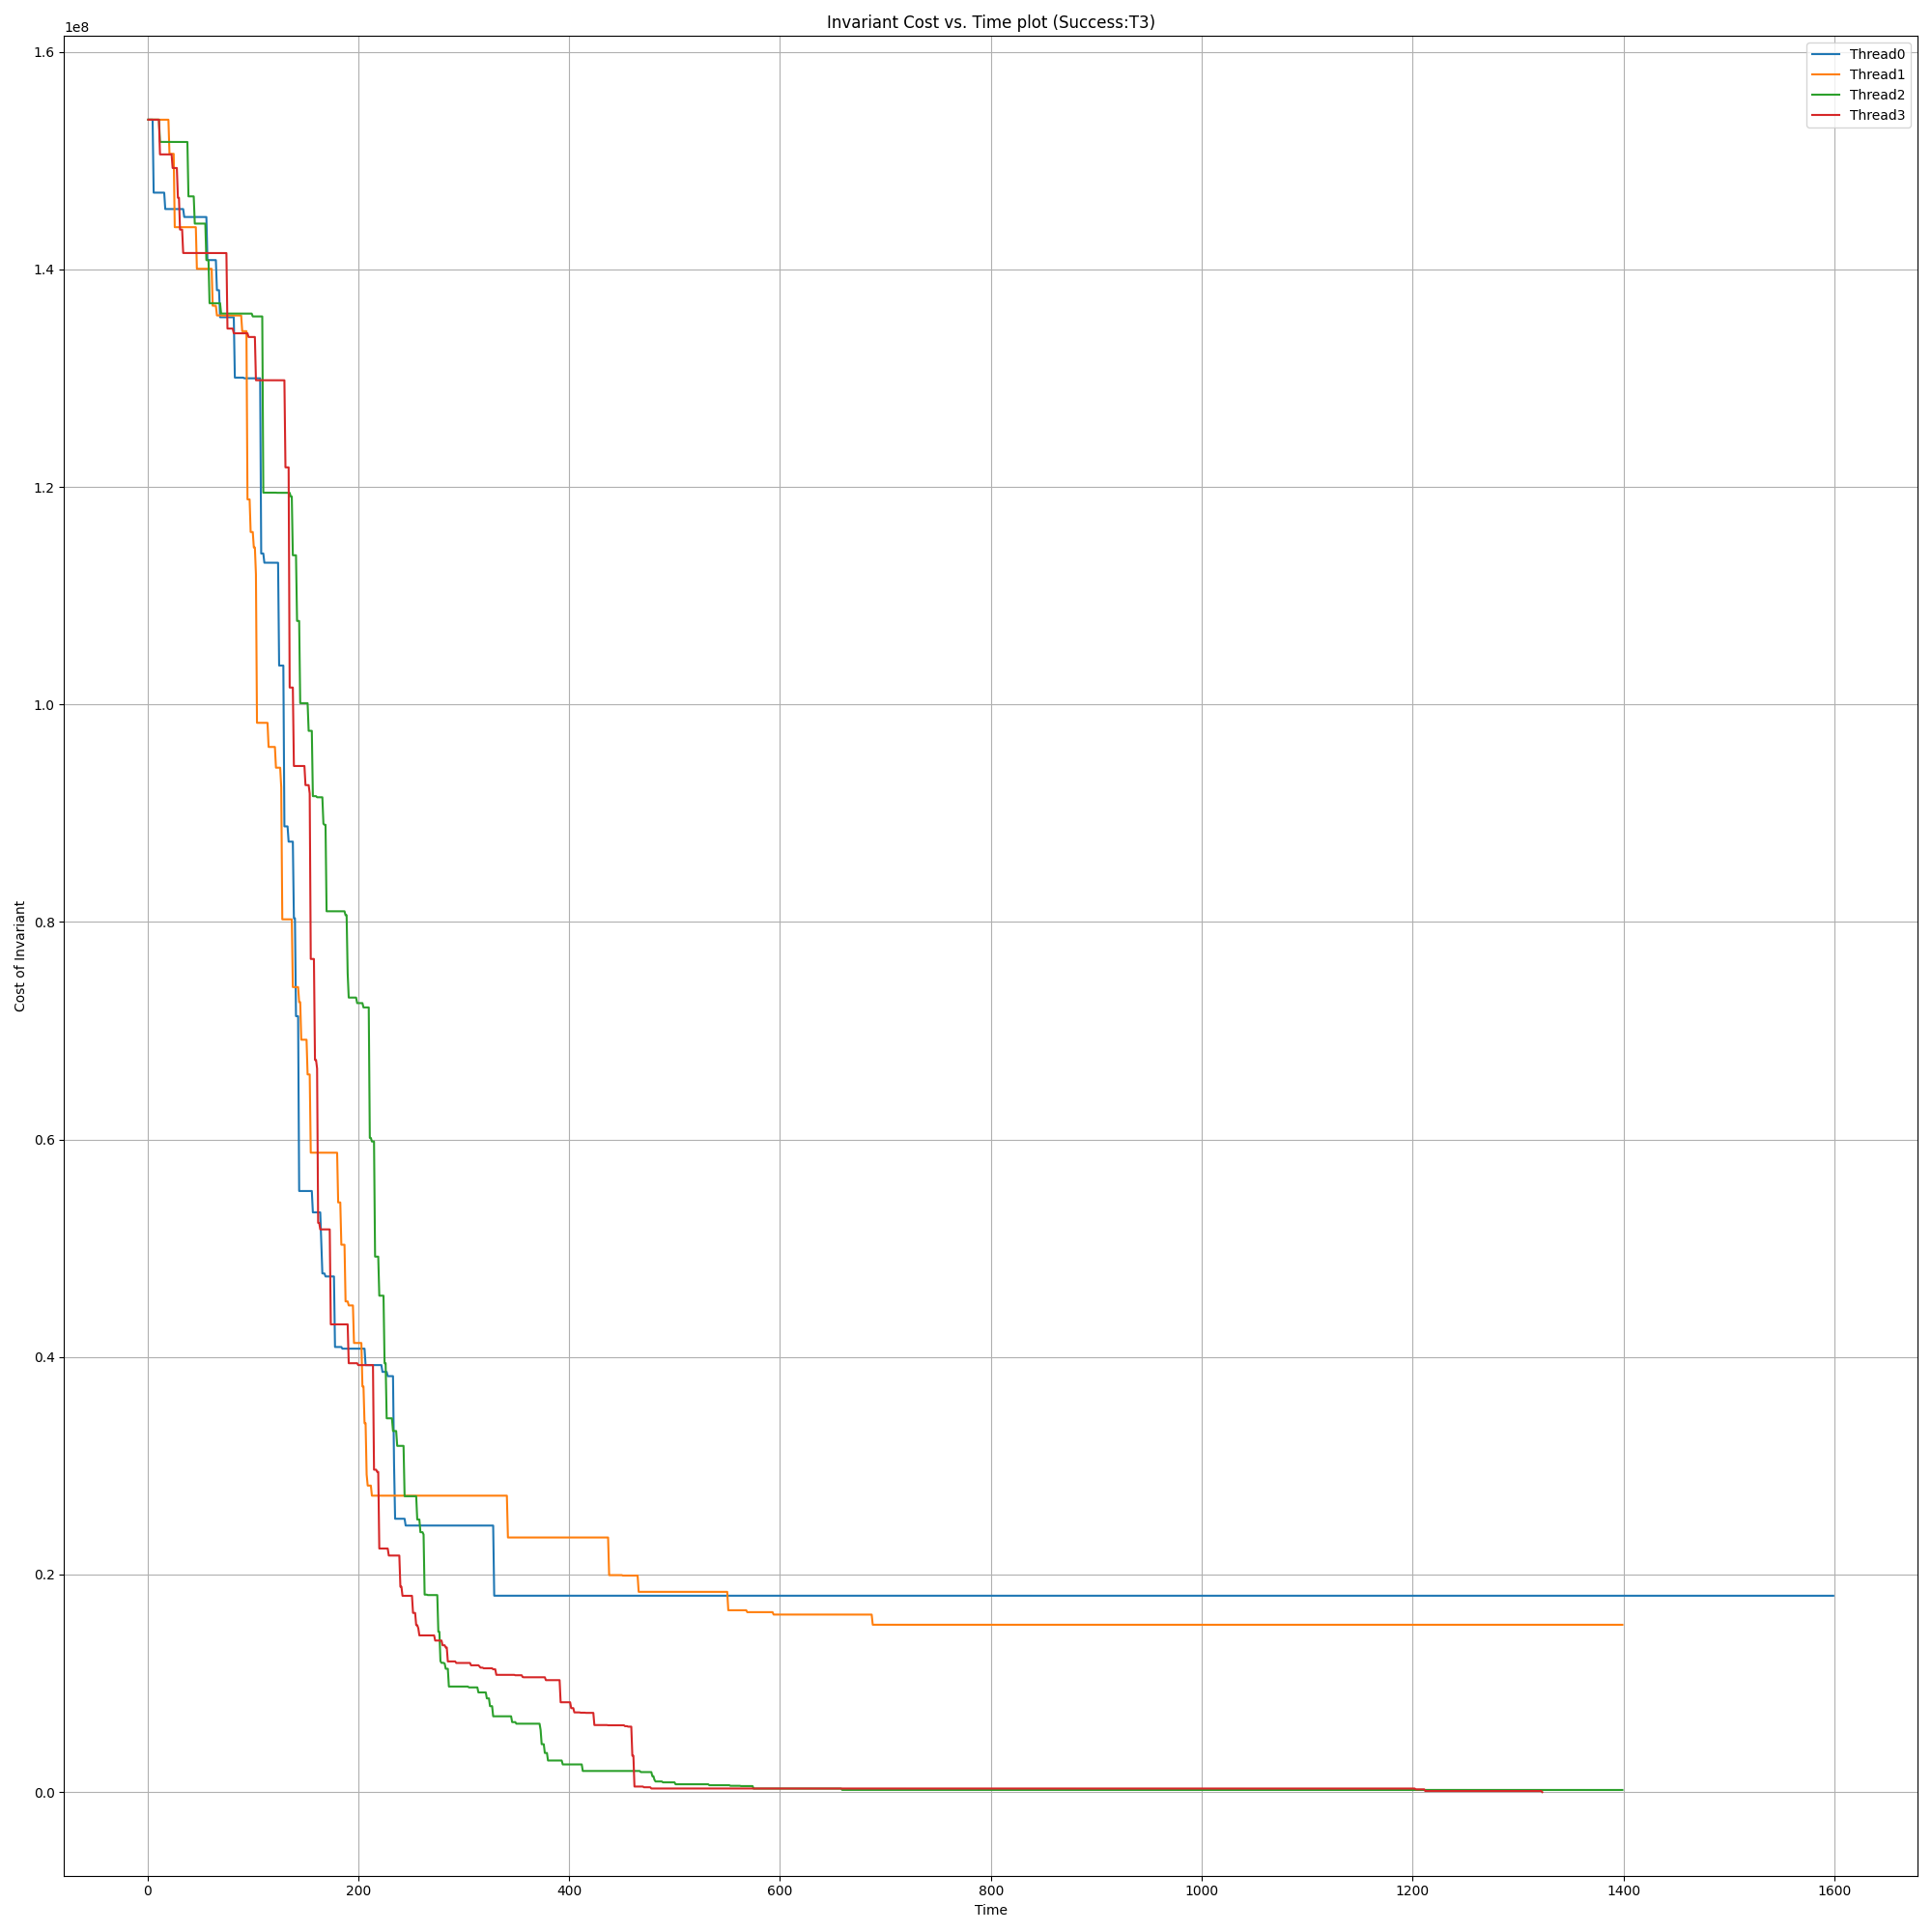 Invariant Cost vs. Time plot (Success:T3)
1e8
1.6
1.4
1.2
1.0
0.8
0.6
0.4
0.2
0.0
Cost of Invariant
Thread0
Thread1
Thread2
Thread3
0 200 400 600 800 1000 1200 1400 1600
Time